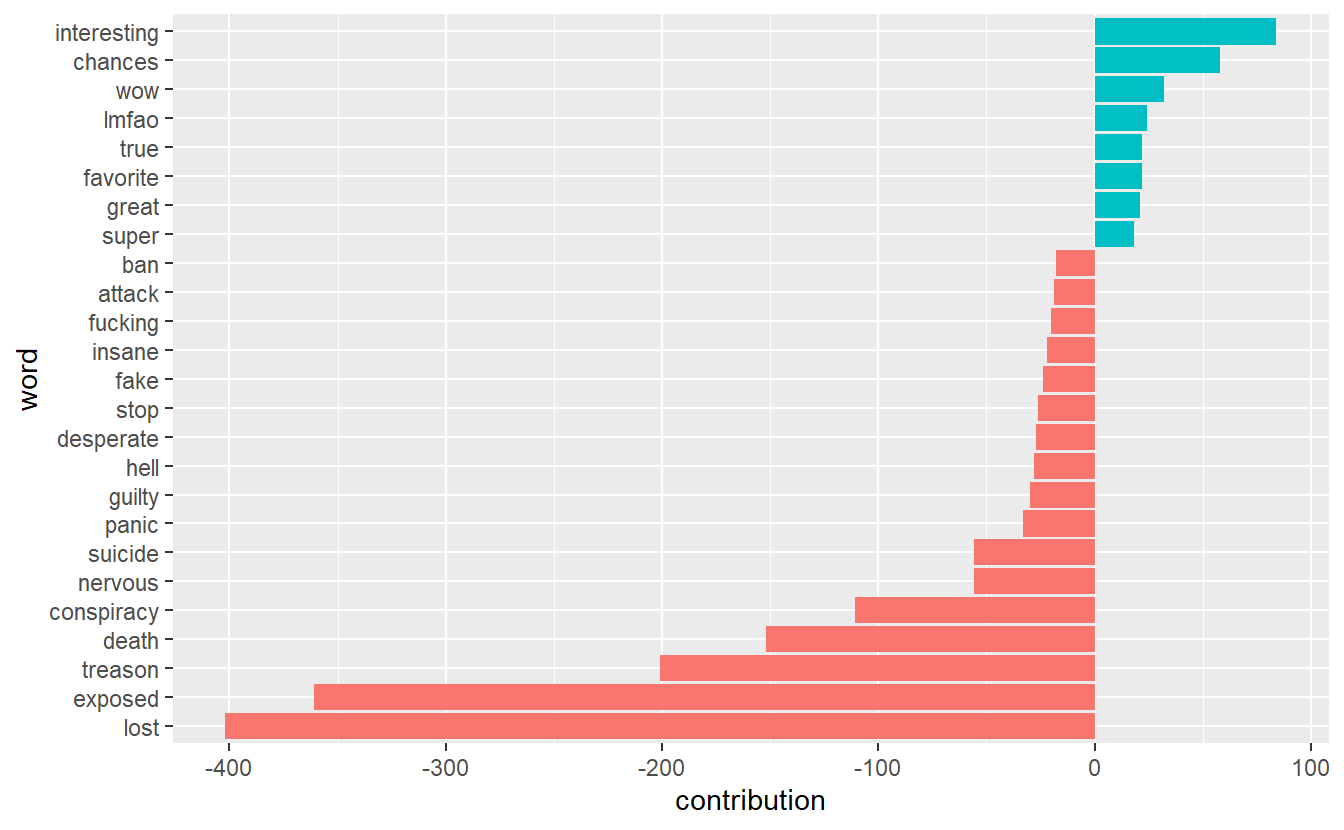 interesting
chances
wow
lmfao
true
favorite
great
super
ban
attack
fucking
insane
fake
stop
desperate
hell
guilty
panic
suicide
nervous
conspiracy
death
treason
exposed
lost
word
-400 -300 -200 -100 0 100
contribution